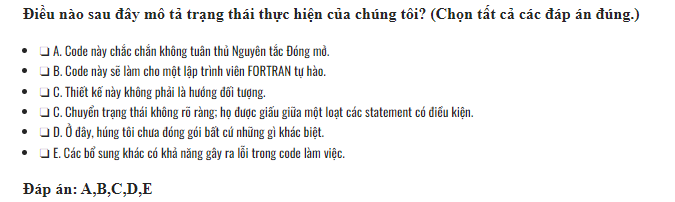 Điều nào sau đây mô tả trạng thái thực hiện của chúng tôi? (Chọn tất cả các đáp án đúng.)
A. Code này chắc chắn không tuân thủ Nguyên tắc Đóng mở.
B. Code này sẽ làm cho một lập trình viên FORTRAN tự hào.
C. Thiết kế này không phải là hướng đối tượng.
C. Chuyển trạng thái không rõ ràng; họ được giấu giữa một loạt các statement có điều kiện.
D. Ở đây, húng tôi chưa đóng gói bất cứ những gì khác biệt.
E. Các bổ sung khác có khả năng gây ra lỗi trong code làm việc.
Đáp án: A,B,C,D,E